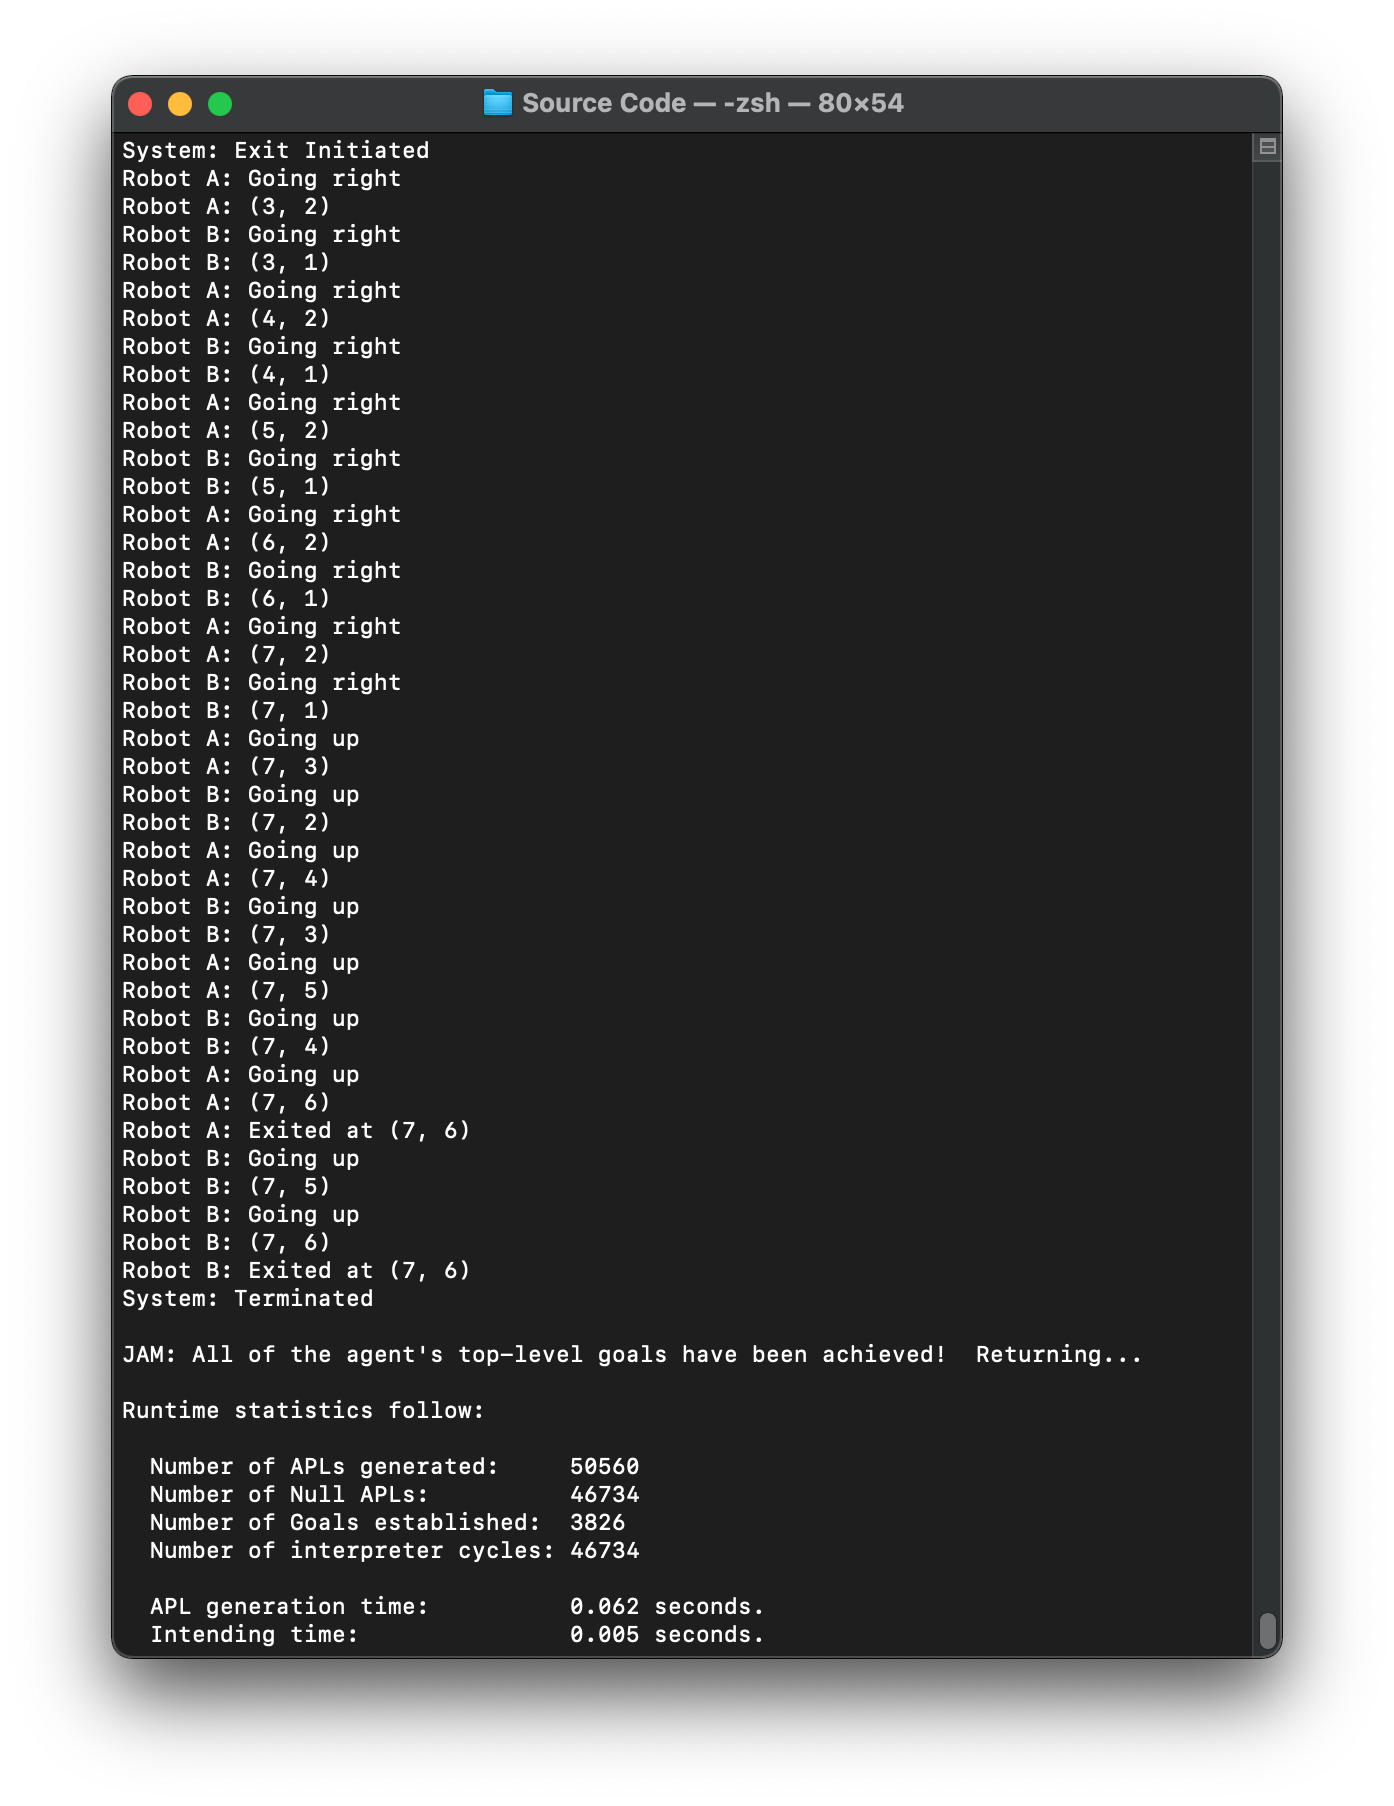 Source Code — -zsh — 80×54
System: Exit Initiated
Robot A: Going right
Robot A: (3, 2)
Robot B: Going right
Robot B: (3, 1)
Robot A: Going right
Robot A: (4, 2)
Robot B: Going right
Robot B: (4, 1)
Robot A: Going right
Robot A: (5, 2)
Robot B: Going right
Robot B: (5, 1)
Robot A: Going right
Robot A: (6, 2)
Robot B: Going right
Robot B: (6, 1)
Robot A: Going right
Robot A: (7, 2)
Robot B: Going right
Robot B: (7, 1)
Robot A: Going up
Robot A: (7, 3)
Robot B: Going up
Robot B: (7, 2)
Robot A: Going up
Robot A: (7, 4)
Robot B: Going up
Robot B: (7, 3)
Robot A: Going up
Robot A: (7, 5)
Robot B: Going up
Robot B: (7, 4)
Robot A: Going up
Robot A: (7, 6)
Robot A: Exited at (7, 6)
Robot B: Going up
Robot B: (7, 5)
Robot B: Going up
Robot B: (7, 6)
Robot B: Exited at (7, 6)
System: Terminated
JAM: All of the agent's top-level goals have been achieved!  Returning...
Runtime statistics follow:
  Number of APLs generated:     50560
  Number of Null APLs:          46734
  Number of Goals established:  3826
  Number of interpreter cycles: 46734
  APL generation time:          0.062 seconds.
  Intending time:               0.005 seconds.